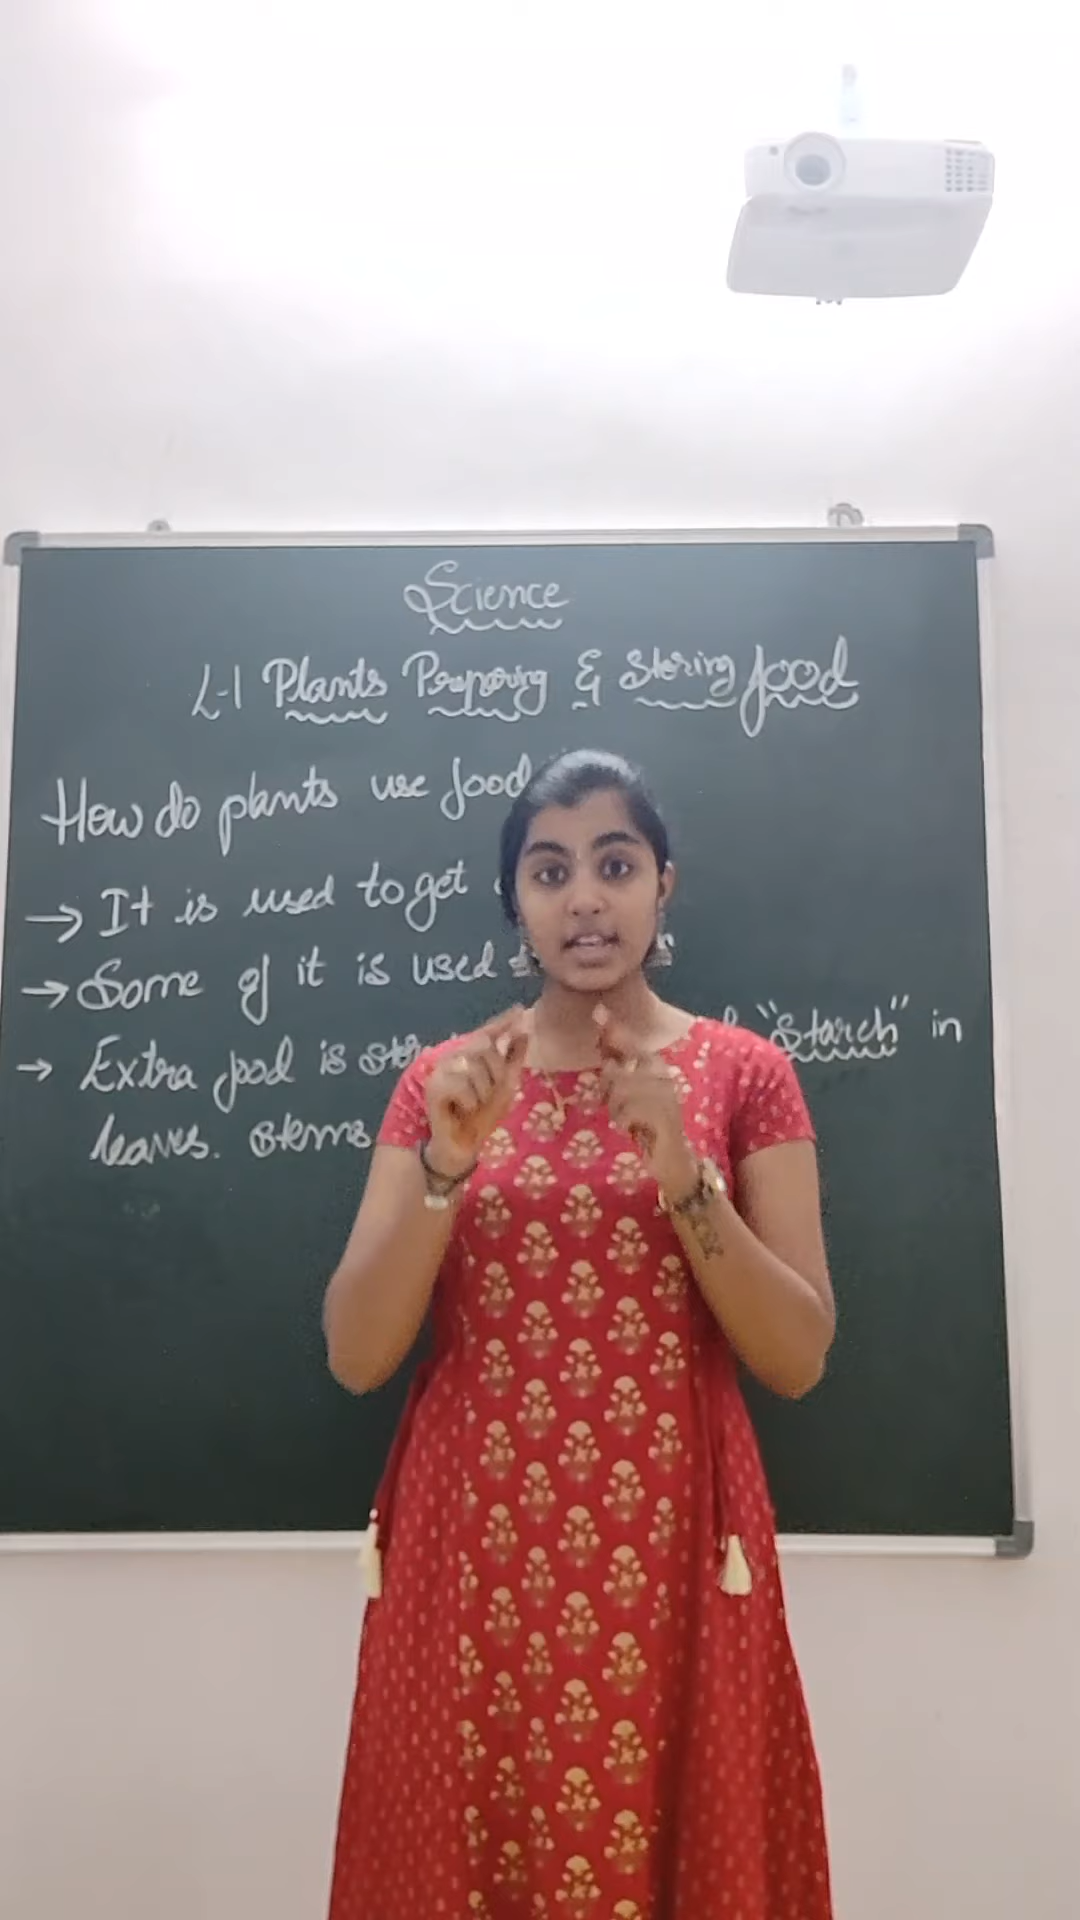 Science
L-1 Plants Preparing & Storing food
How do plants use food
→ It is used to get
→ Some of it is used
→ Extra food is "Starch" in
leaves. stems